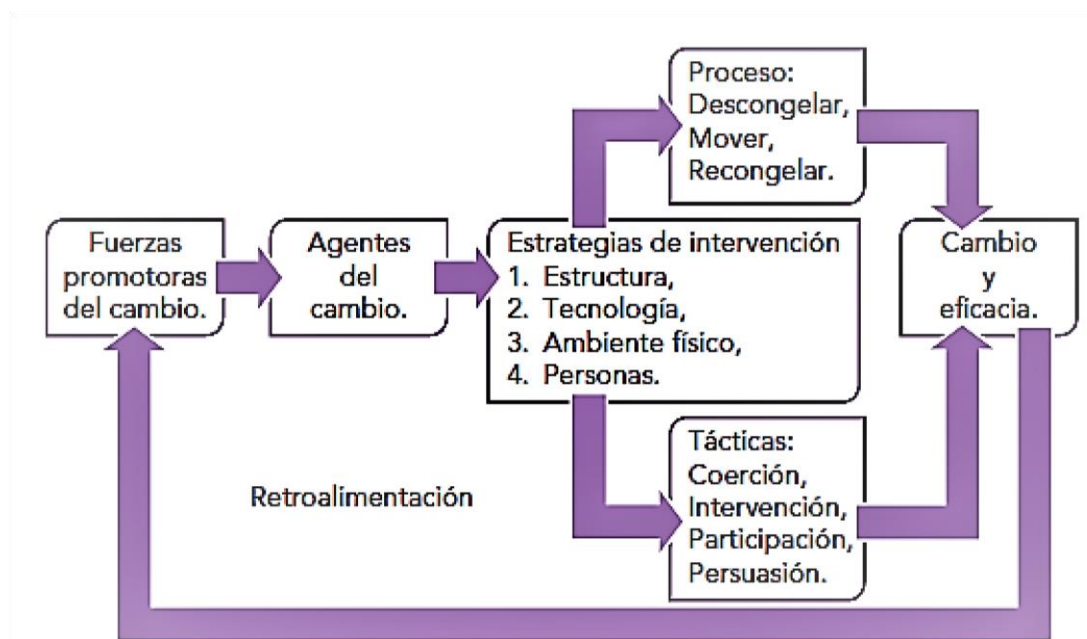 Fuerzas
promotoras
del cambio.
Agentes
del
cambio.
Estrategias de intervención
1. Estructura,
2. Tecnología,
3. Ambiente físico,
4. Personas.
Proceso:
Descongelar,
Mover,
Recongelar.
Tácticas:
Coerción,
Intervención,
Participación,
Persuasión.
Cambio
y
eficacia.
Retroalimentación